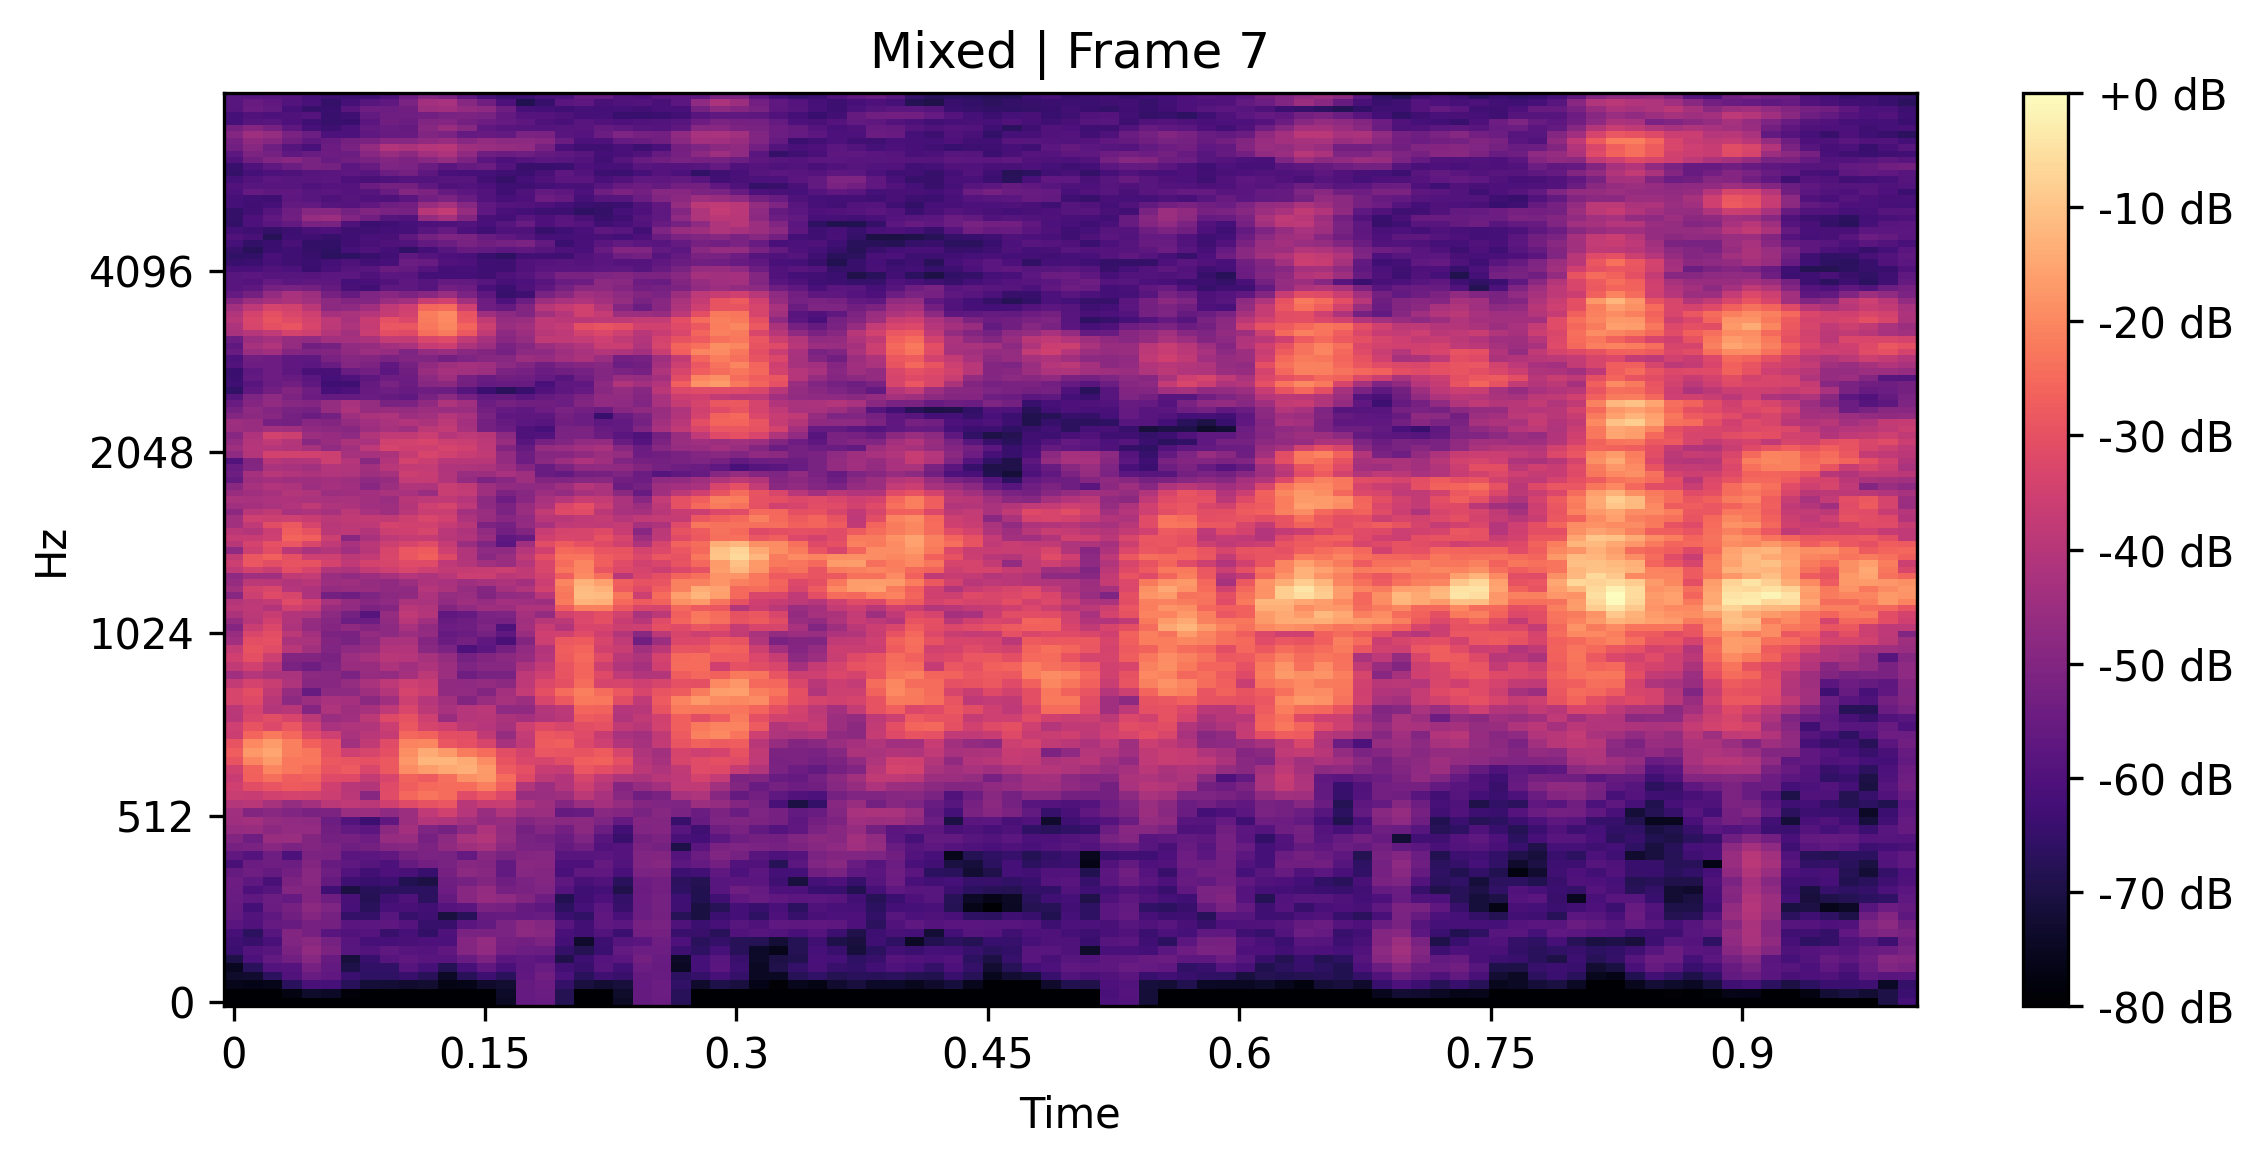 Mixed | Frame 7
+0 dB
-10 dB
-20 dB
-30 dB
-40 dB
-50 dB
-60 dB
-70 dB
-80 dB
Hz
4096
2048
1024
512
0
0 0.15 0.3 0.45 0.6 0.75 0.9
Time